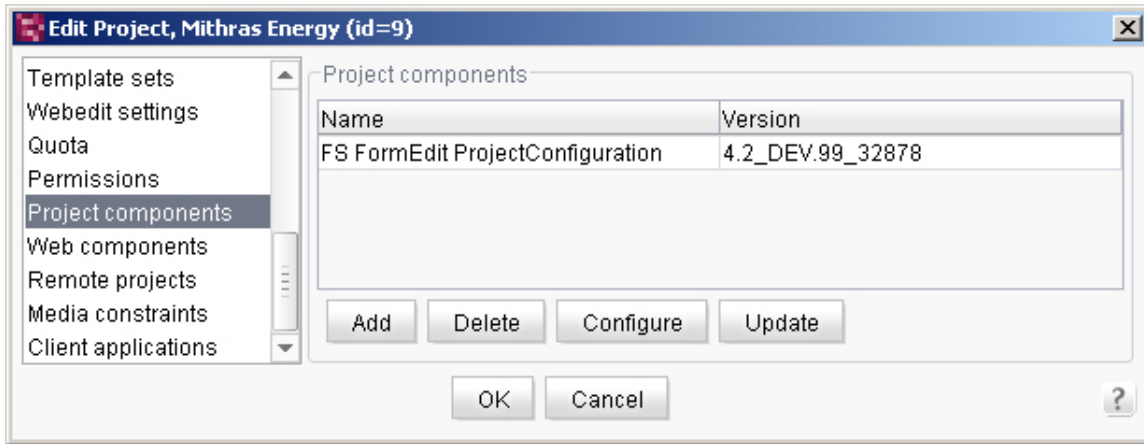 Edit Project, Mithras Energy (id=9)
Template sets
Webedit settings
Quota
Permissions
Project components
Web components
Remote projects
Media constraints
Client applications
Project components
Name Version
FS FormEdit ProjectConfiguration 4.2_DEV.99_32878
Add Delete Configure Update
OK Cancel
?